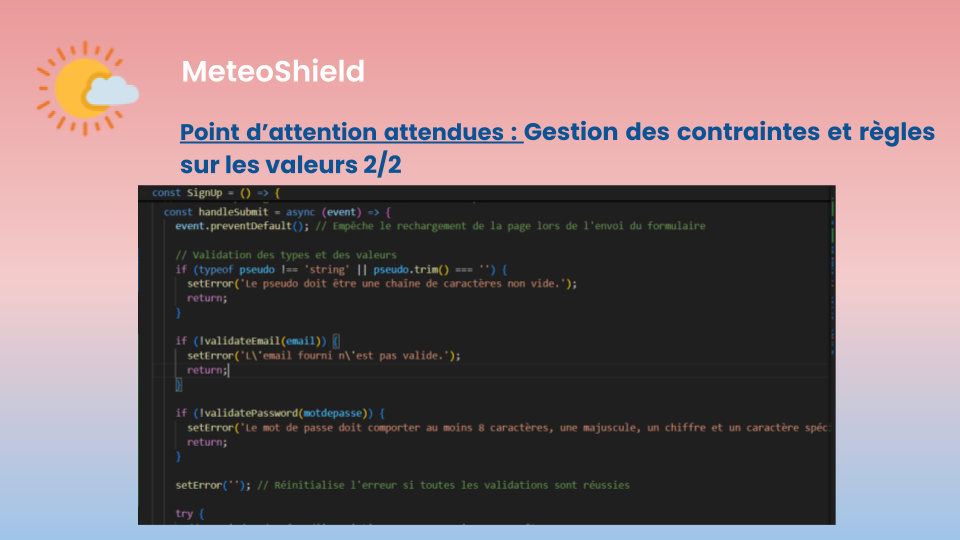 MeteoShield
Point d’attention attendues : Gestion des contraintes et règles
sur les valeurs 2/2
const SignUp = () => {
const handleSubmit = async (event) => {
event.preventDefault(); // Empêche le rechargement de la page lors de l'envoi du formulaire
// Validation des types et des valeurs
if (typeof pseudo !== 'string' || pseudo.trim() === '') {
setError('Le pseudo doit être une chaîne de caractères non vide.');
return;
}
if (!validateEmail(email)) {
setError('L\'email fourni n\'est pas valide.');
return;
}
if (!validatePassword(motdepasse)) {
setError('Le mot de passe doit comporter au moins 8 caractères, une majuscule, un chiffre et un caractère spéc
return;
}
setError(''); // Réinitialise l'erreur si toutes les validations sont réussies
try {